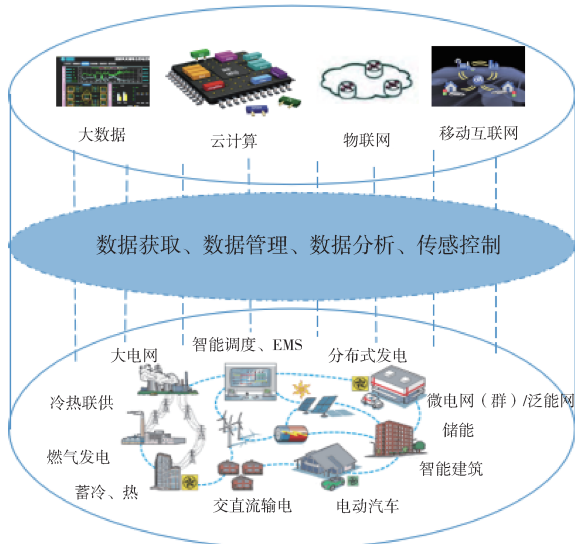 大数据
云计算
物联网
移动互联网
数据获取、数据管理、数据分析、传感控制
大电网
智能调度、EMS
分布式发电
冷热联供
微电网（群）/泛能网
储能
燃气发电
智能建筑
蓄冷、热
交直流输电
电动汽车